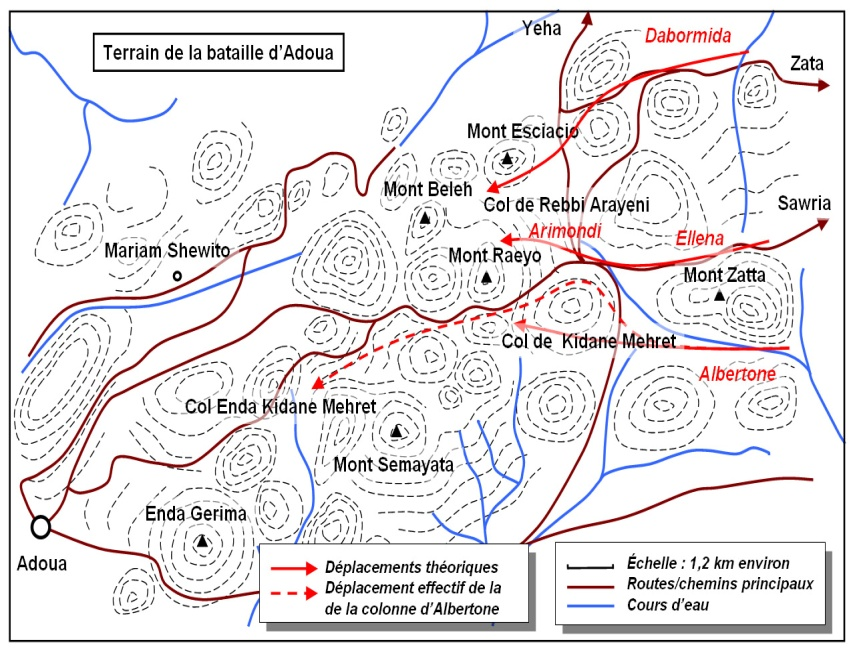 Terrain de la bataille d'Adoua
Yeha
Dabormida
Zata
Mont Esciacio
Mont Beleh
Col de Rebbi Arayeni
Sawria
Arimondi
Ellena
Mariam Shewito
Mont Raeyo
Mont Zatta
Col de Kidane Mehret
Albertone
Col Enda Kidane Mehret
Mont Semayata
Enda Gerima
Adoua
Déplacements théoriques
Déplacement effectif de la
de la colonne d'Albertone
Échelle : 1,2 km environ
Routes/chemins principaux
Cours d'eau